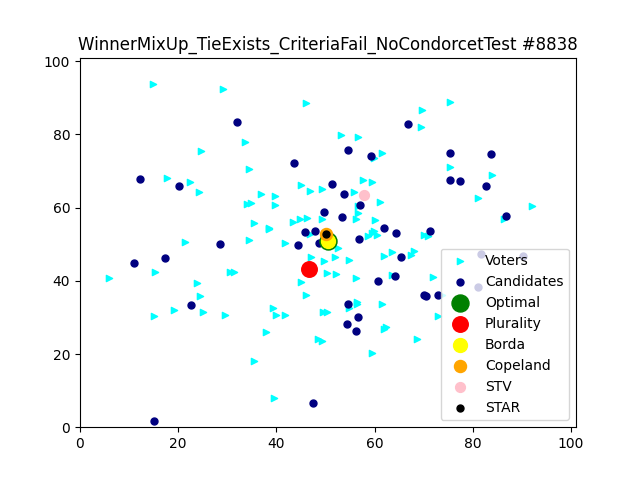 WinnerMixUp_TieExists_CriteriaFail_NoCondorcetTest #8838
100
80
60
40
20
0
0 20 40 60 80 100
Voters
Candidates
Optimal
Plurality
Borda
Copeland
STV
STAR